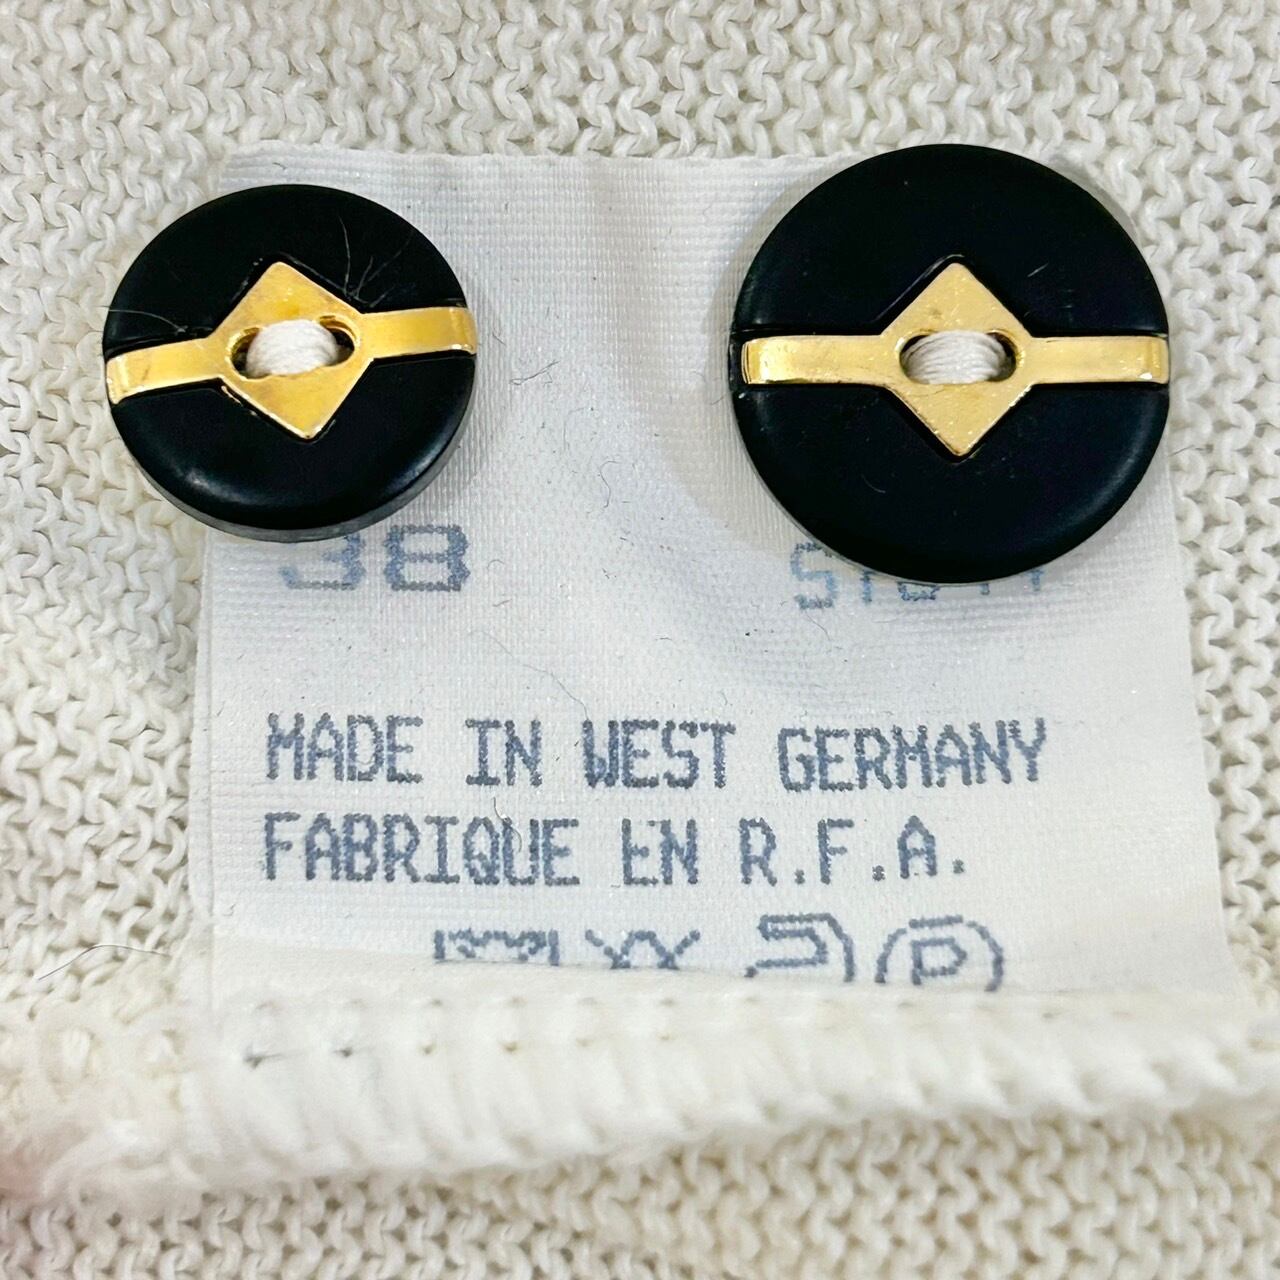 38
MADE IN WEST GERMANY
FABRIQUE EN R.F.A.
P